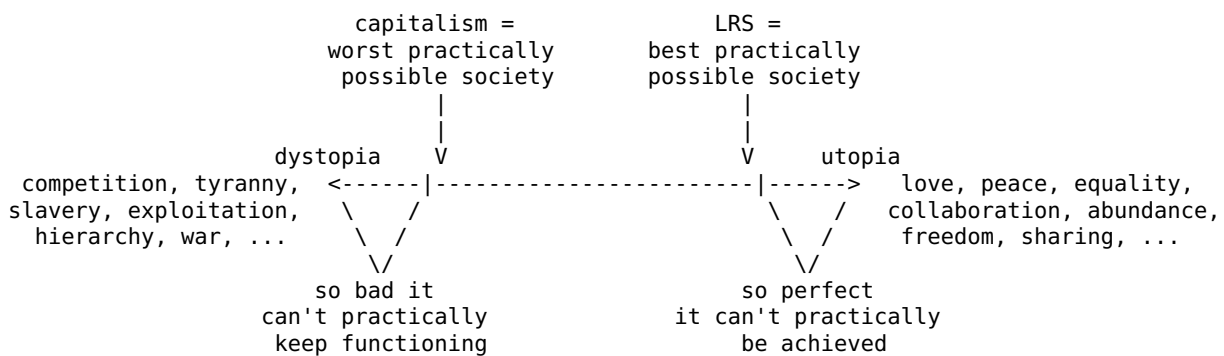 capitalism =                LRS =
worst practically       best practically
possible society       possible society
|                       |
|                       |
dystopia    V                      V     utopia
competition, tyranny,  <------|------------------------|------>   love, peace, equality,
slavery, exploitation,   \    /                          \    /   collaboration, abundance,
hierarchy, war, ...     \  /                            \  /     freedom, sharing, ...
\/                              \/
so bad it                       so perfect
can't practically              it can't practically
keep functioning                be achieved